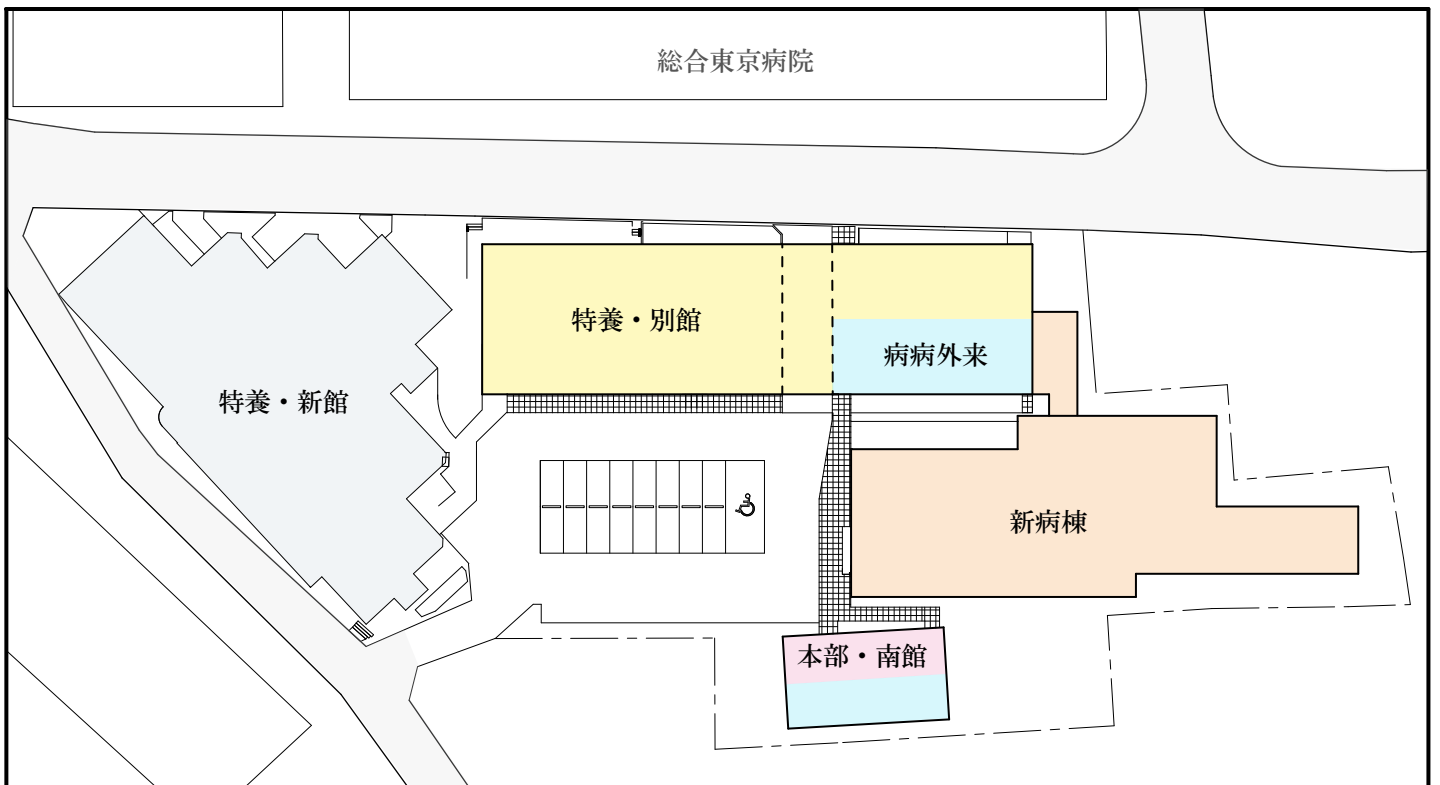 総合東京病院
特養・別館
病病外来
特養・新館
新病棟
本部・南館